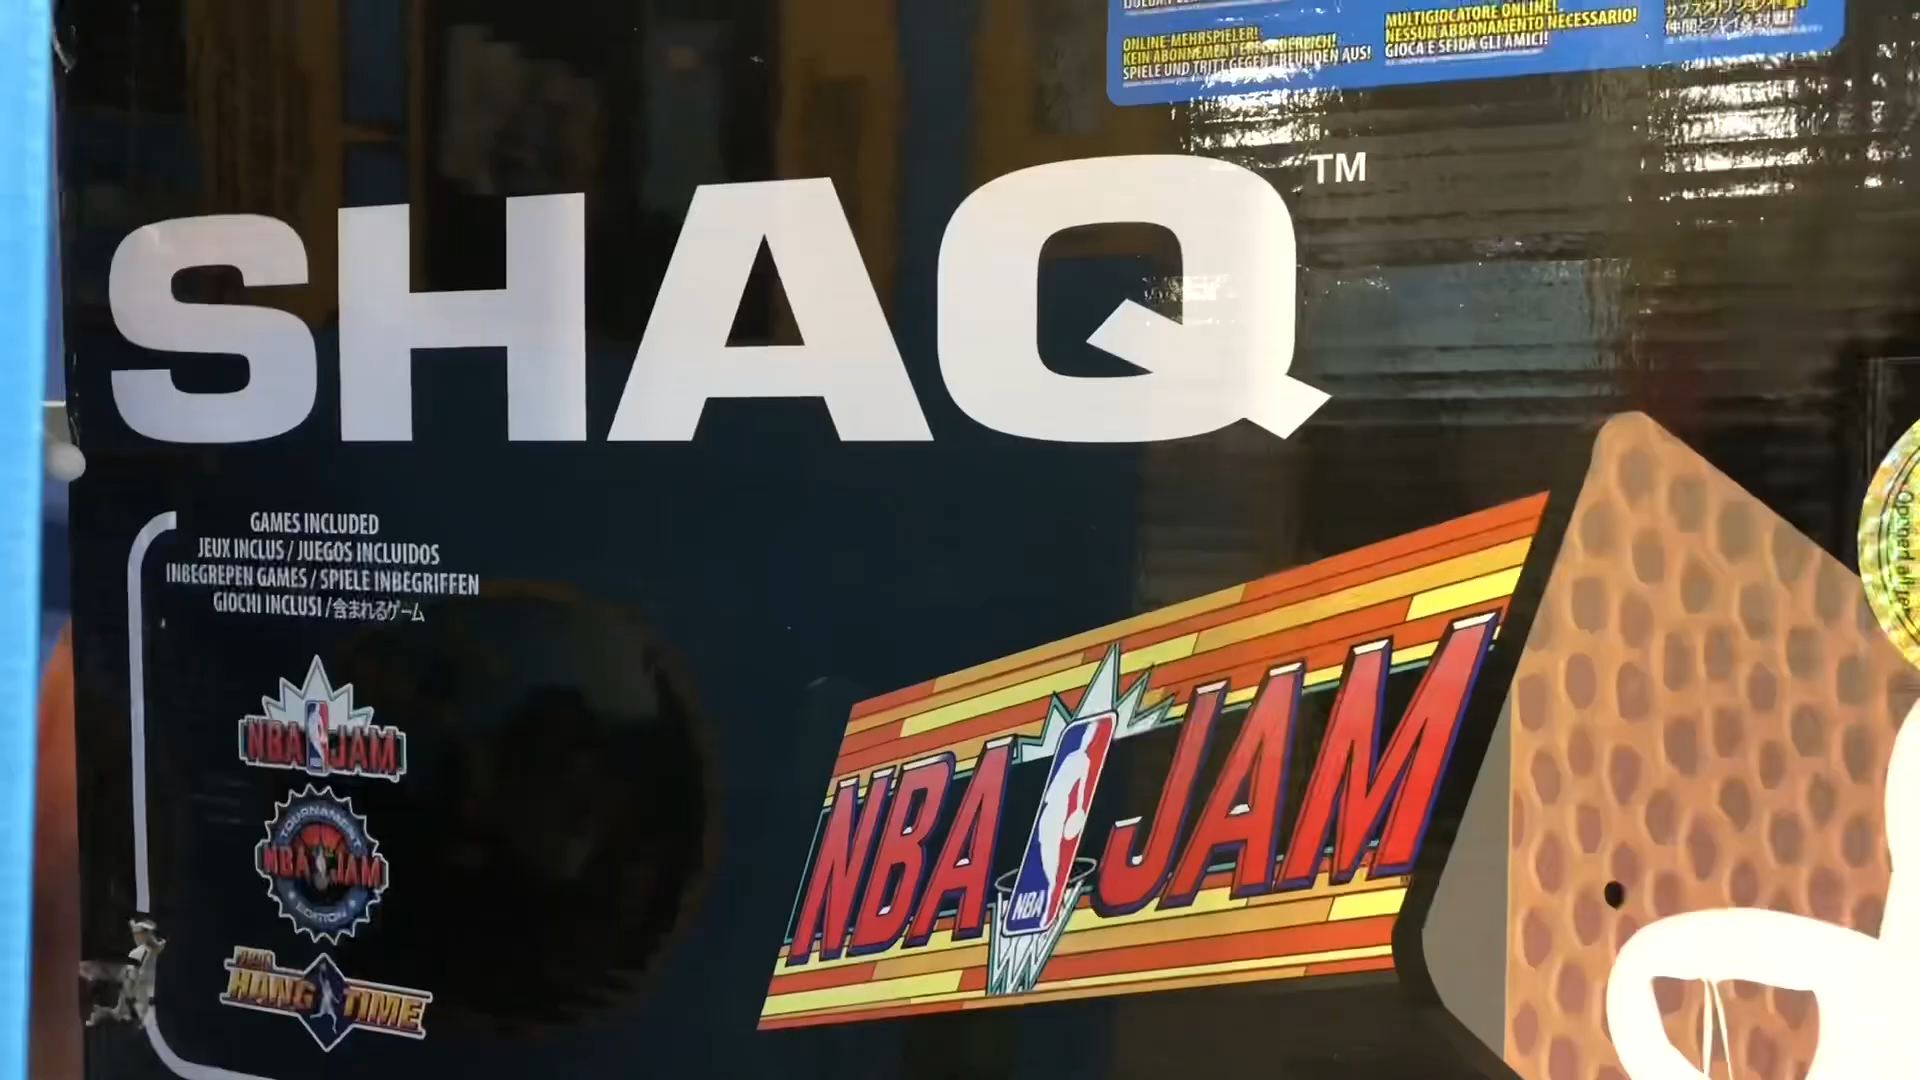 ONLINE-MEHRSPIELER!
KEIN ABONNEMENT ERFORDERLICH!
SPIELE UND TRITT GEGEN FREUNDEN AUS!
MULTIGIOCATORE ONLINE!
NESSUN ABBONAMENTO NECESSARIO!
GIOCA E SFIDA GLI AMICI!
SHAQ™
GAMES INCLUDED
JEUX INCLUS / JUEGOS INCLUIDOS
INBEGREPEN GAMES / SPIELE INBEGRIFFEN
GIOCHI INCLUSI / 含まれるゲーム
NBA JAM
TOURNAMENT
NBA JAM
EDITION
HANG TIME
NBA JAM
NBA